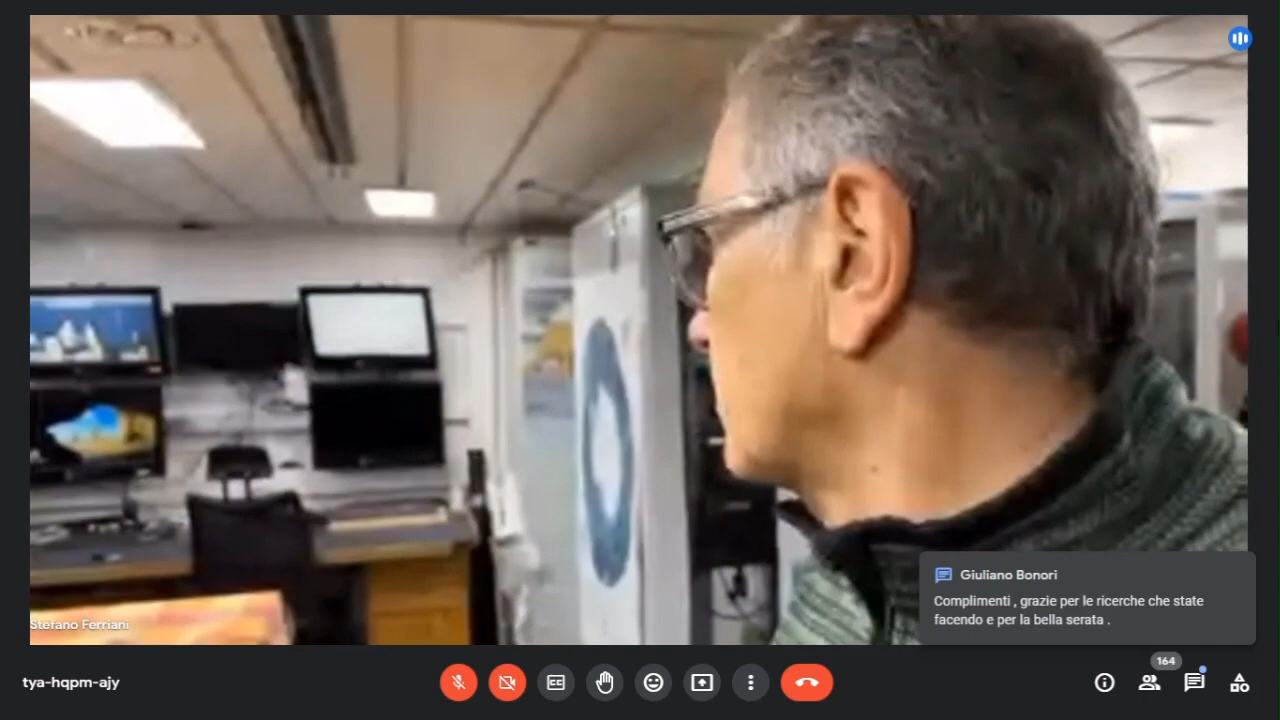 Giuliano Bonori
Complimenti , grazie per le ricerche che state
facendo e per la bella serata .
Stefano Ferriani
164
tya-hqpm-ajy
CC